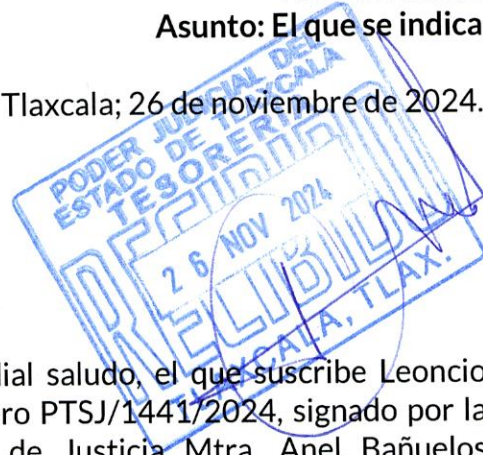 Asunto: El que se indica
Tlaxcala; 26 de noviembre de 2024.
PODER JUDICIAL DEL
ESTADO DE TLAXCALA
TESORERIA
RECIBIDO
26 NOV 2024
TLAXCALA, TLAX.
dial saludo, el que suscribe Leoncio
ro PTSJ/1441/2024, signado por la
de Justicia Mtra. Anel Bañuelos